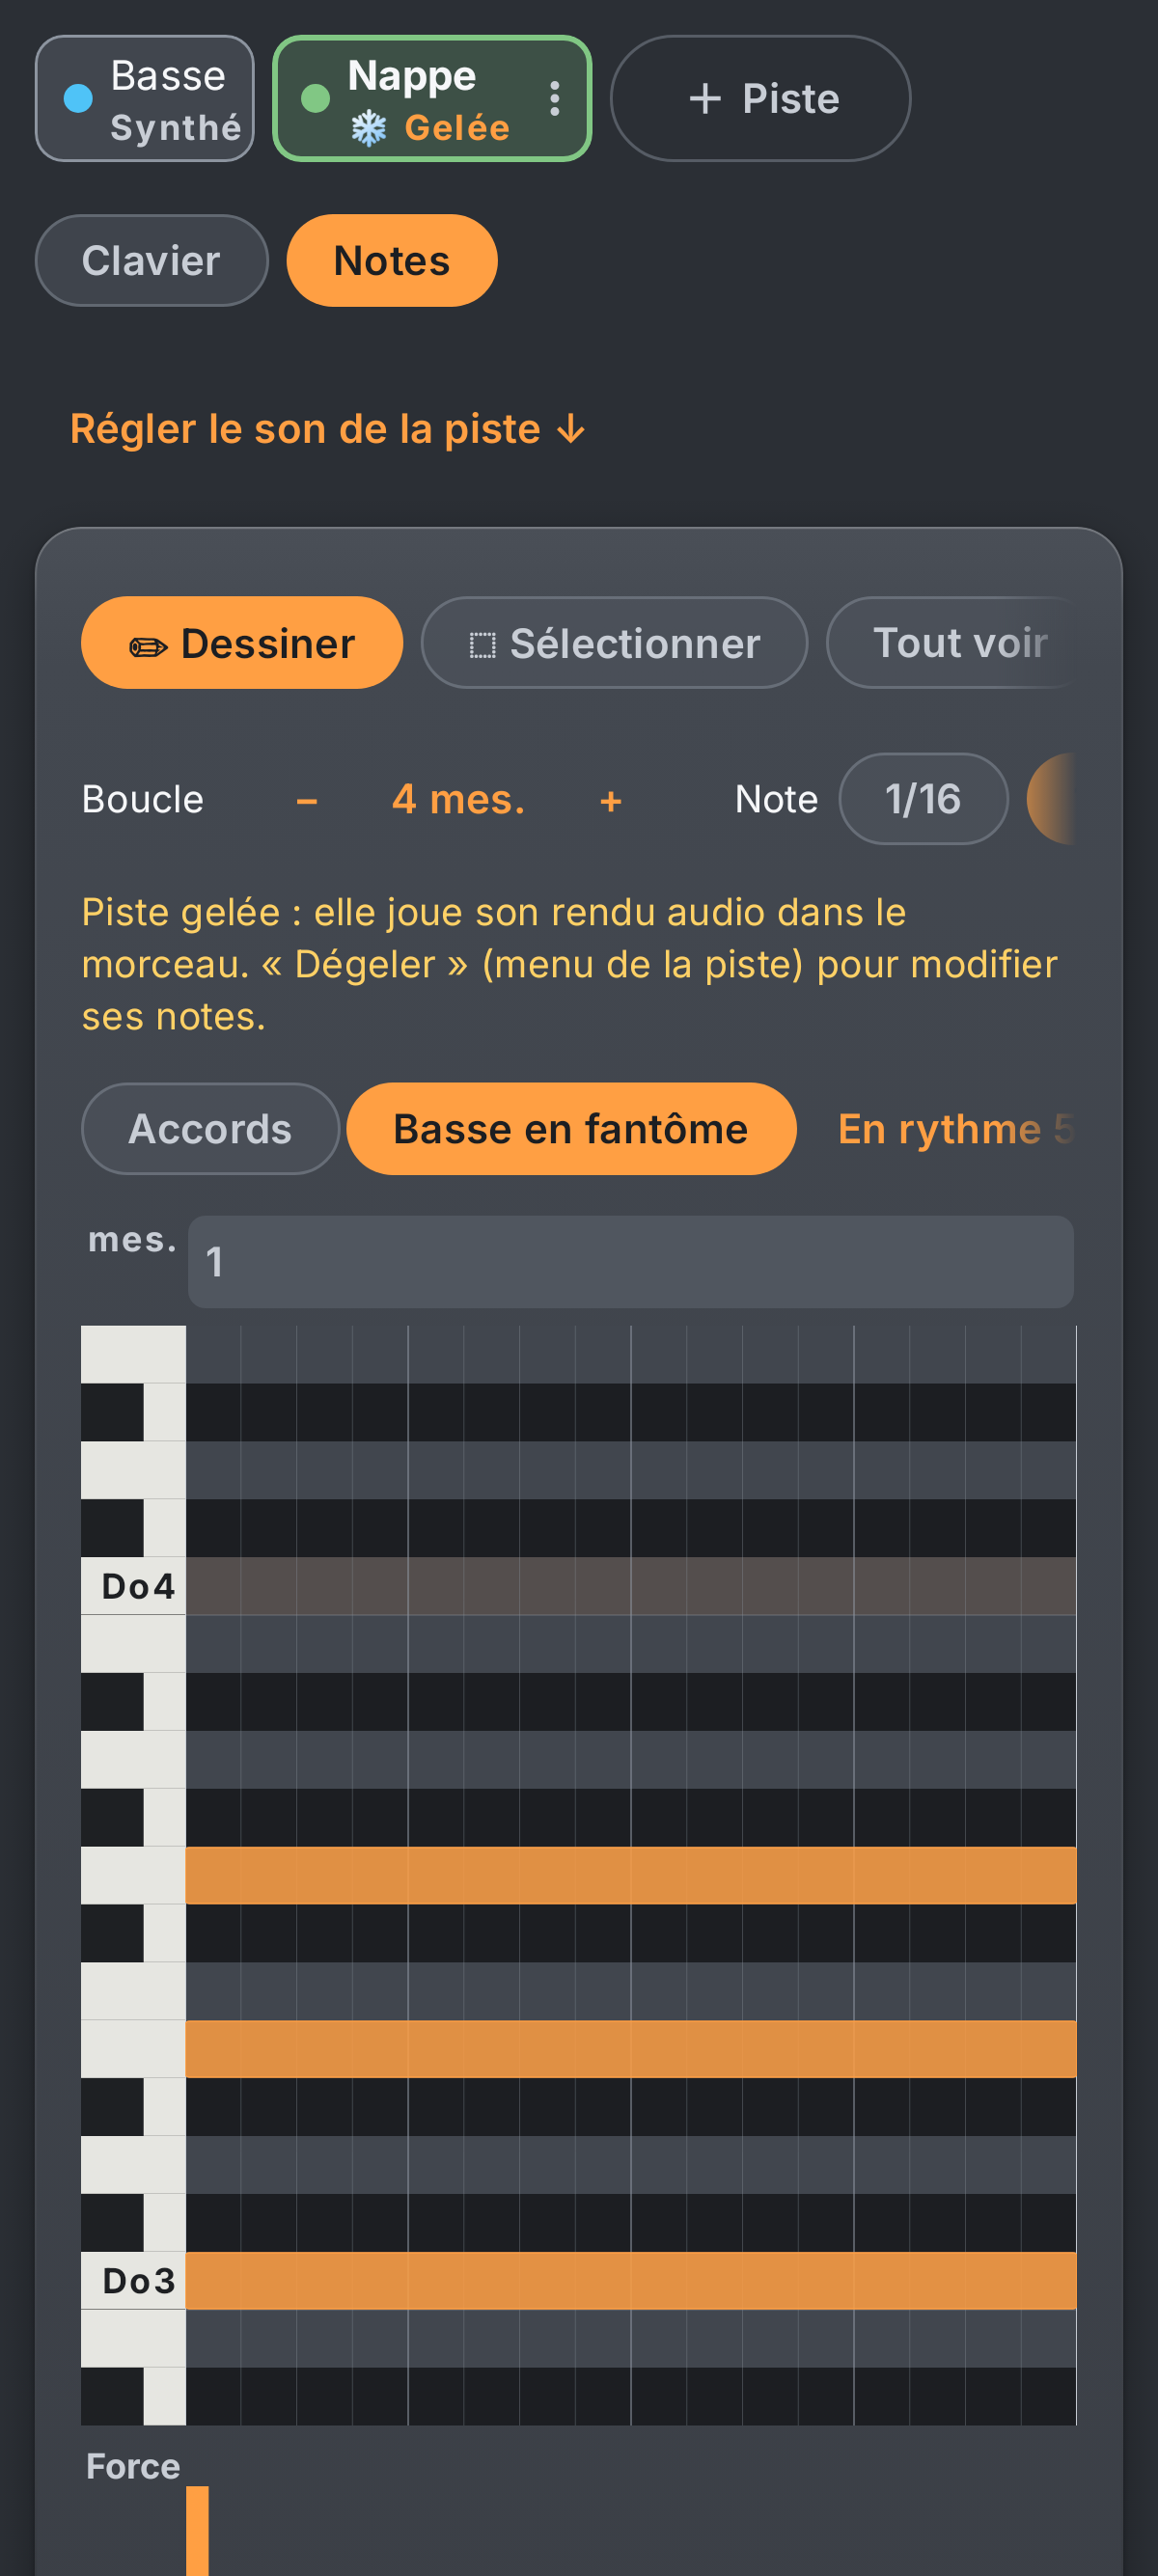 Basse
Synthé
Nappe
❄️ Gelée
+ Piste
Clavier
Notes
Régler le son de la piste ↓
✏ Dessiner
Sélectionner
Tout voir
Boucle – 4 mes. + Note 1/16
Piste gelée : elle joue son rendu audio dans le
morceau. « Dégeler » (menu de la piste) pour modifier
ses notes.
Accords
Basse en fantôme
En rythme 5
mes. 1
Do4
Do3
Force